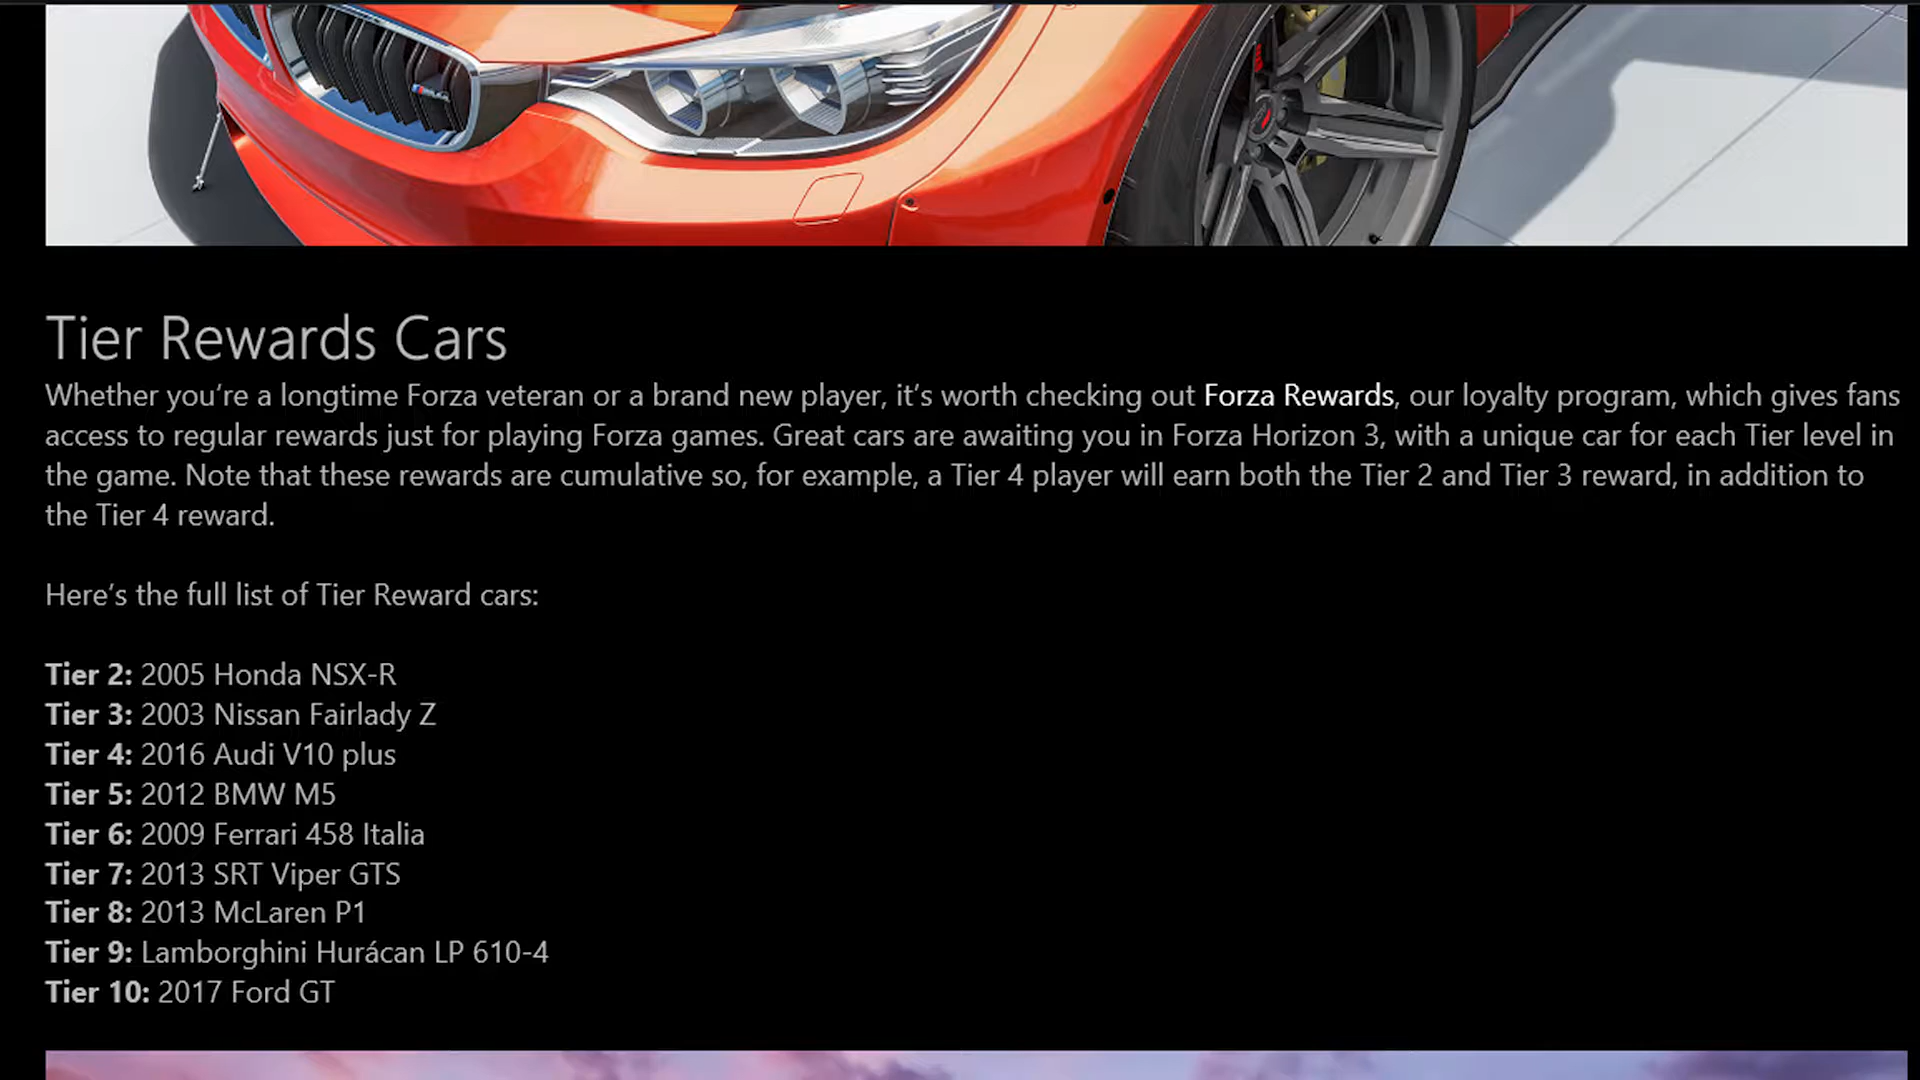 Tier Rewards Cars
Whether you’re a longtime Forza veteran or a brand new player, it’s worth checking out Forza Rewards, our loyalty program, which gives fans
access to regular rewards just for playing Forza games. Great cars are awaiting you in Forza Horizon 3, with a unique car for each Tier level in
the game. Note that these rewards are cumulative so, for example, a Tier 4 player will earn both the Tier 2 and Tier 3 reward, in addition to
the Tier 4 reward.
Here’s the full list of Tier Reward cars:
Tier 2: 2005 Honda NSX-R
Tier 3: 2003 Nissan Fairlady Z
Tier 4: 2016 Audi V10 plus
Tier 5: 2012 BMW M5
Tier 6: 2009 Ferrari 458 Italia
Tier 7: 2013 SRT Viper GTS
Tier 8: 2013 McLaren P1
Tier 9: Lamborghini Hurácan LP 610-4
Tier 10: 2017 Ford GT